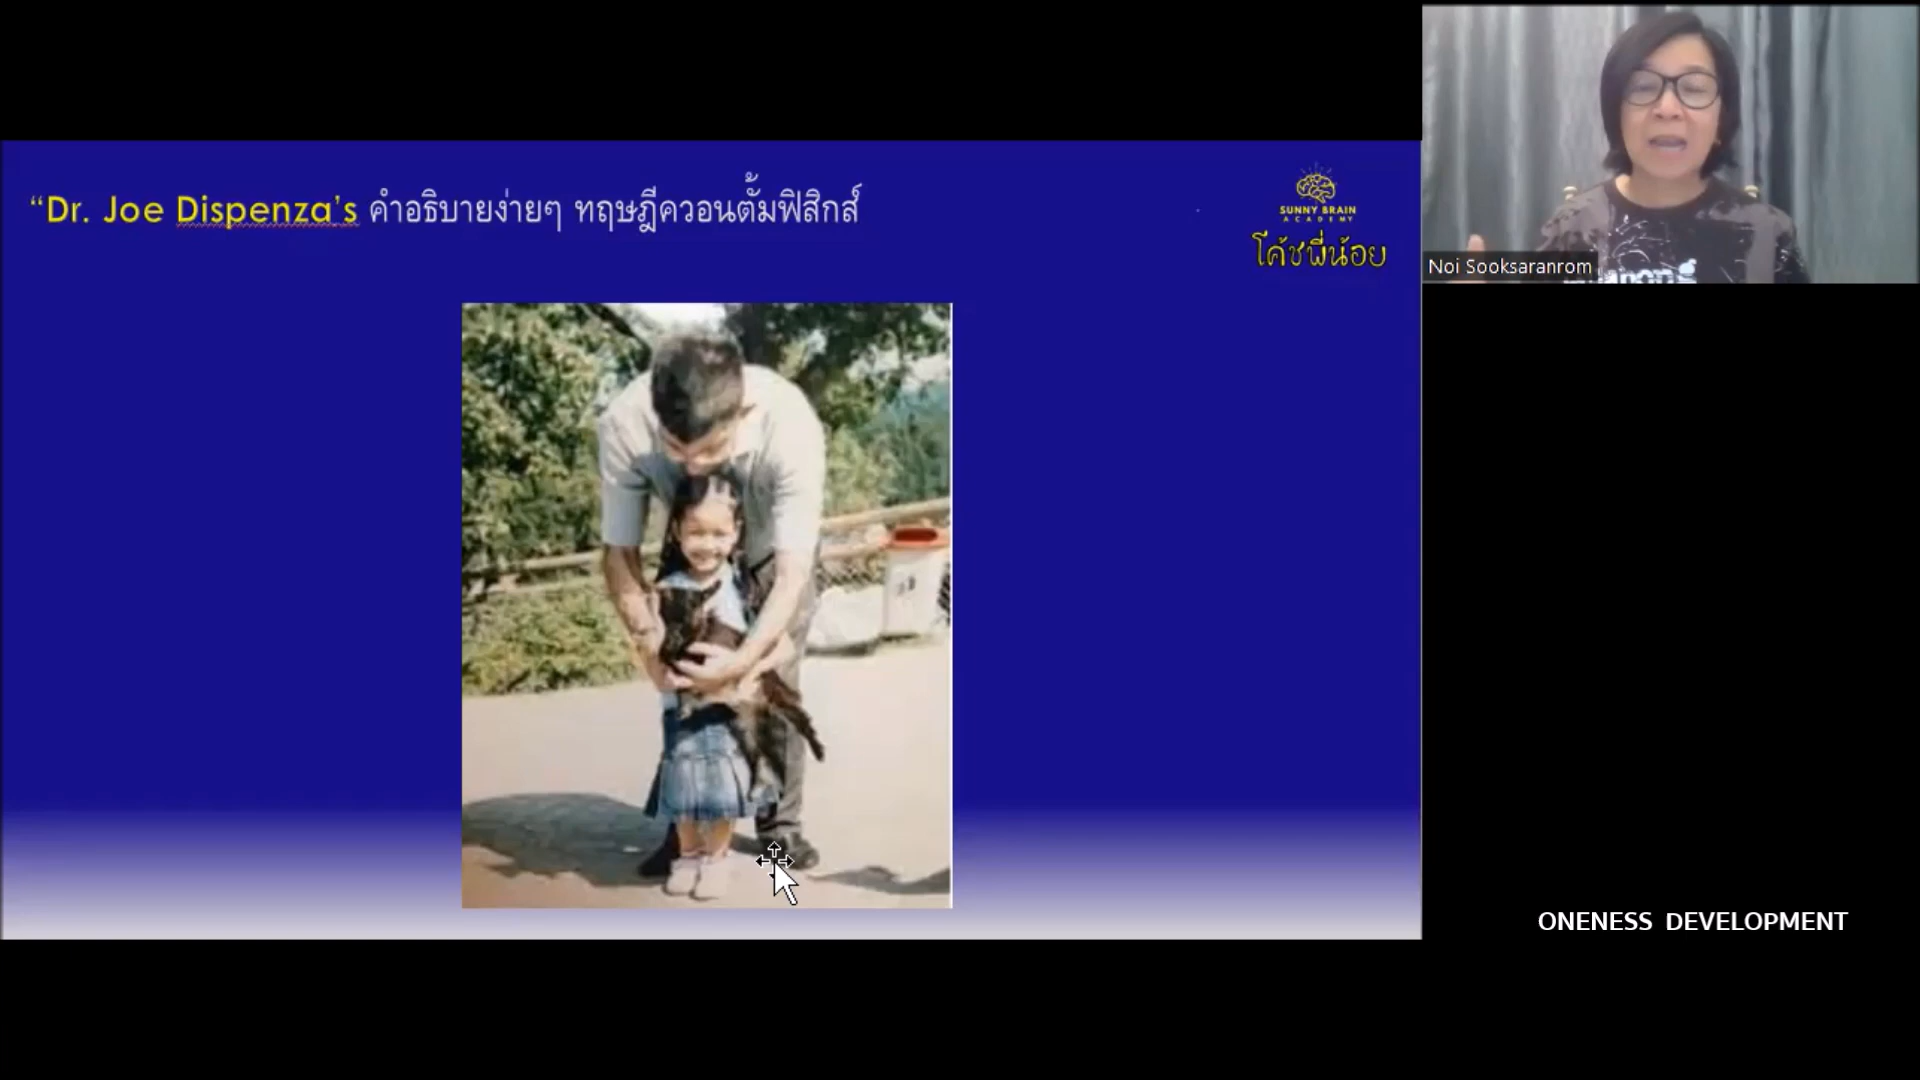 “Dr. Joe Dispenza’s คำอธิบายง่ายๆ ทฤษฎีควอนตั้มฟิสิกส์
SUNNY BRAIN
ACADEMY
โค้ชพี่น้อย
Noi Sooksaranrom
ONENESS DEVELOPMENT